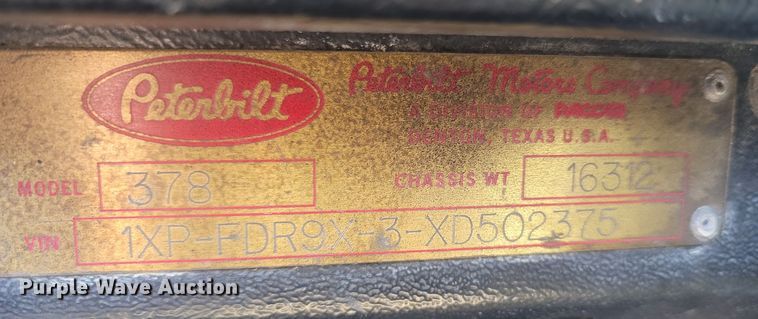 Peterbilt
Peterbilt Motors Company
A DIVISION OF PACCAR
DENTON, TEXAS U.S.A.
MODEL 378 CHASSIS WT 16312
VIN 1XP-FDR9X-3-XD502375
Purple Wave Auction